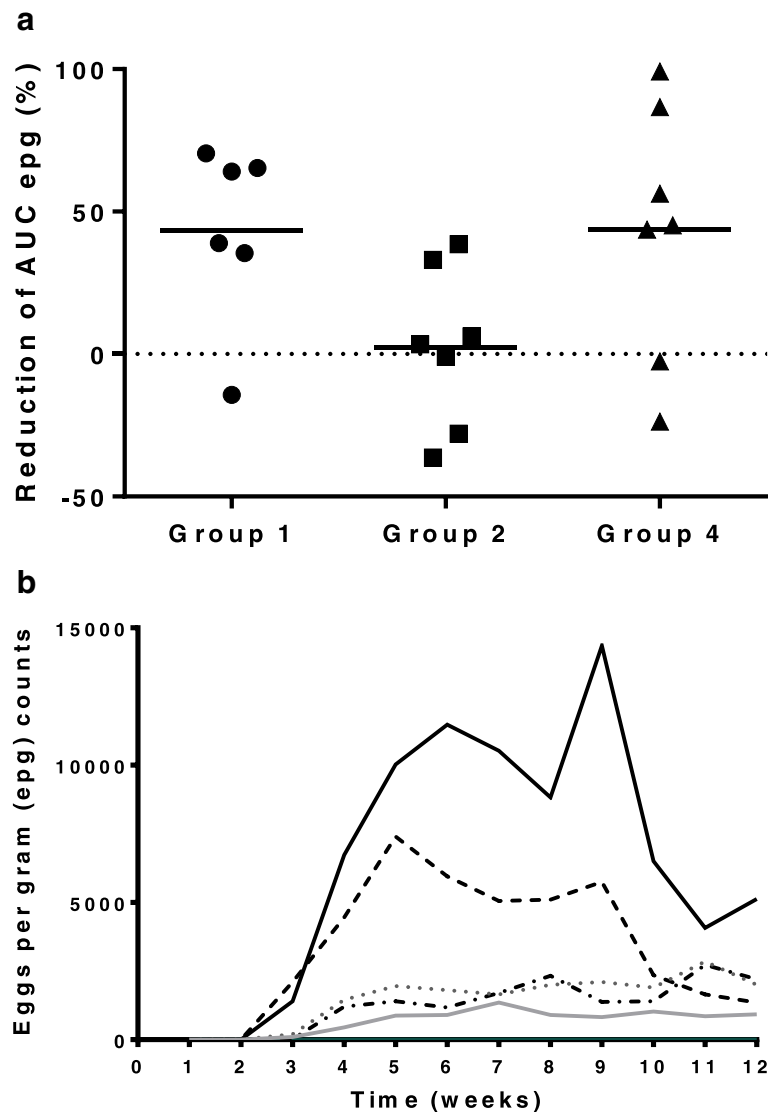 a
Reduction of AUC epg (%)
100
50
0
-50
Group 1 Group 2 Group 4
b
Eggs per gram (epg) counts
15000
10000
5000
0
0 1 2 3 4 5 6 7 8 9 10 11 12
Time (weeks)